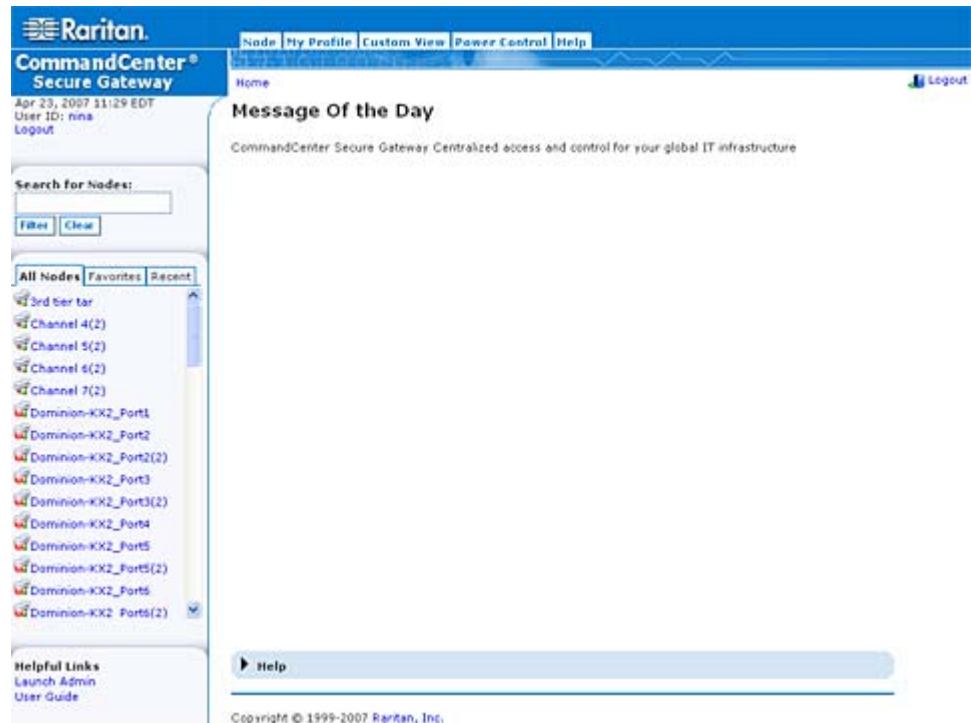 Raritan.
Node My Profile Custom View Power Control Help
CommandCenter®
Secure Gateway
Home
Logout
Apr 23, 2007 11:29 EDT
User ID: nina
Logout
Message Of the Day
CommandCenter Secure Gateway Centralized access and control for your global IT infrastructure
Search for Nodes:
Filter Clear
All Nodes Favorites Recent
3rd tier tar
Channel 4(2)
Channel 5(2)
Channel 6(2)
Channel 7(2)
Dominion-KX2_Port1
Dominion-KX2_Port2
Dominion-KX2_Port2(2)
Dominion-KX2_Port3
Dominion-KX2_Port3(2)
Dominion-KX2_Port4
Dominion-KX2_Port5
Dominion-KX2_Port5(2)
Dominion-KX2_Port6
Dominion-KX2_Port6(2)
Helpful Links
Launch Admin
User Guide
Help
Copyright © 1999-2007 Raritan, Inc.